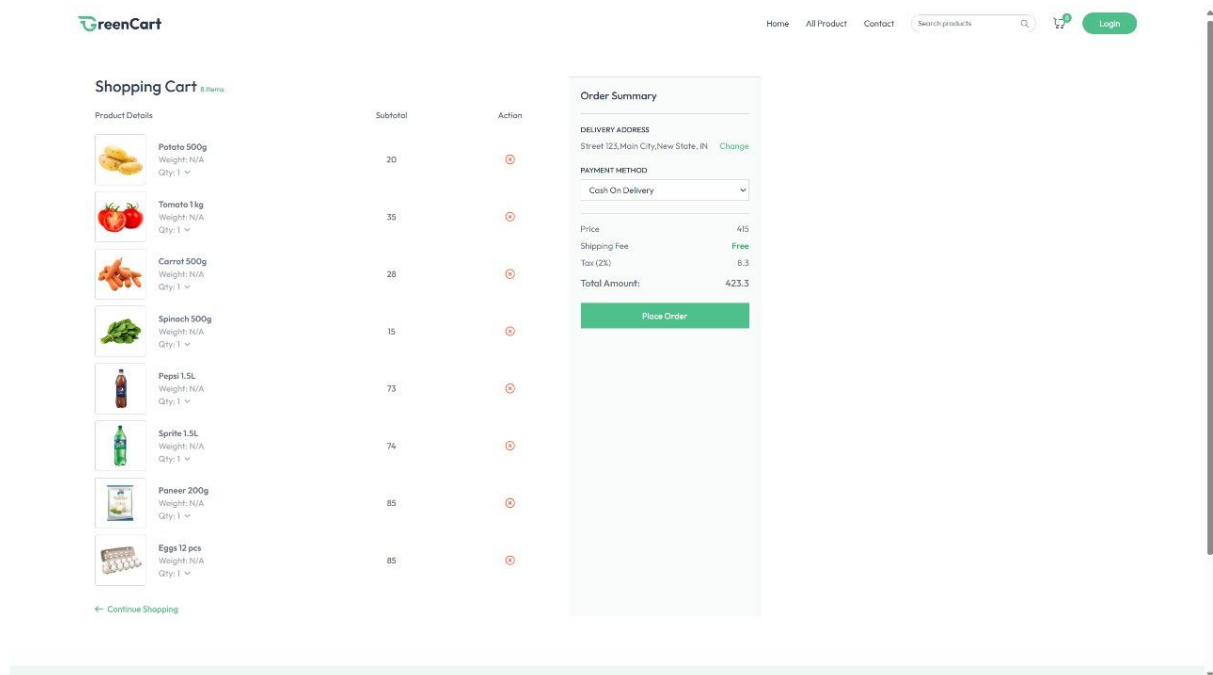 GreenCart
Home All Product Contact Search products 8 Login
Shopping Cart 8 Items
Product Details Subtotal Action
Potato 500g
Weight: N/A
Qty: 1
20
Tomato 1 kg
Weight: N/A
Qty: 1
35
Carrot 500g
Weight: N/A
Qty: 1
28
Spinach 500g
Weight: N/A
Qty: 1
15
Pepsi 1.5L
Weight: N/A
Qty: 1
73
Sprite 1.5L
Weight: N/A
Qty: 1
74
Paneer 200g
Weight: N/A
Qty: 1
85
Eggs 12 pcs
Weight: N/A
Qty: 1
85
← Continue Shopping
Order Summary
DELIVERY ADDRESS
Street 123,Main City,New State, IN Change
PAYMENT METHOD
Cash On Delivery
Price 415
Shipping Fee Free
Tax (2%) 8.3
Total Amount: 423.3
Place Order